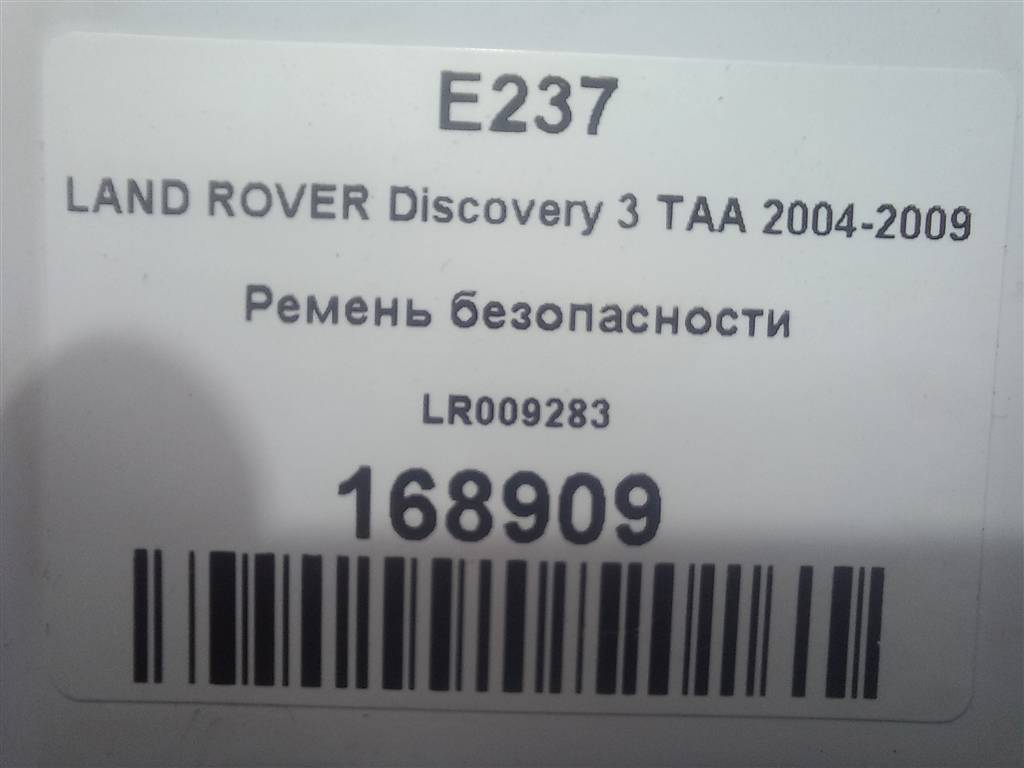 E237
LAND ROVER Discovery 3 TAA 2004-2009
Ремень безопасности
LR009283
168909